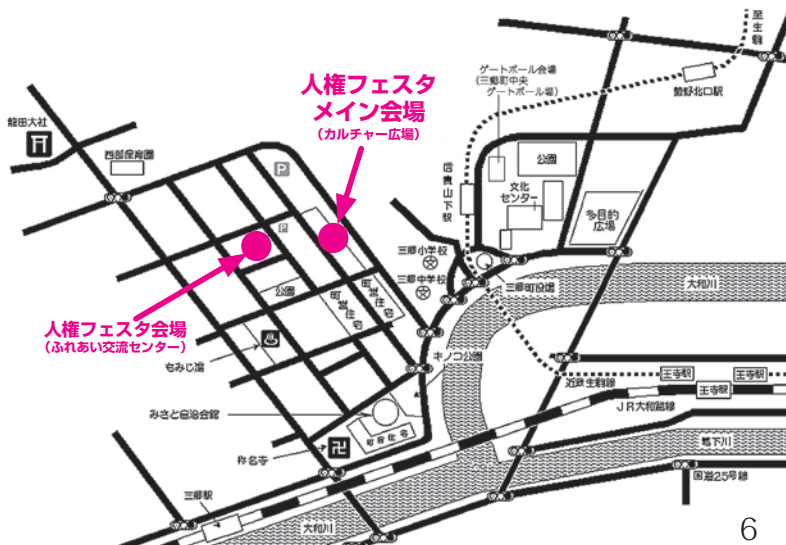 至生駒
人権フェスタ
メイン会場
(カルチャー広場)
ゲートボール会場
(三郷町中央
ゲートボール場)
勢野北口駅
龍田大社
西部保育園
P
公園
信貴山下駅
文化
センター
多目的
広場
P
三郷小学校
三郷中学校
三郷町役場
大和川
公園
町営住宅
町営住宅
人権フェスタ会場
(ふれあい交流センター)
もみじ湯
キノコ公園
近鉄生駒線
王寺駅
王寺駅
王寺駅
JR大和路線
みさと自治会館
町営住宅
称名寺
葛下川
国道25号線
三郷駅
大和川
6